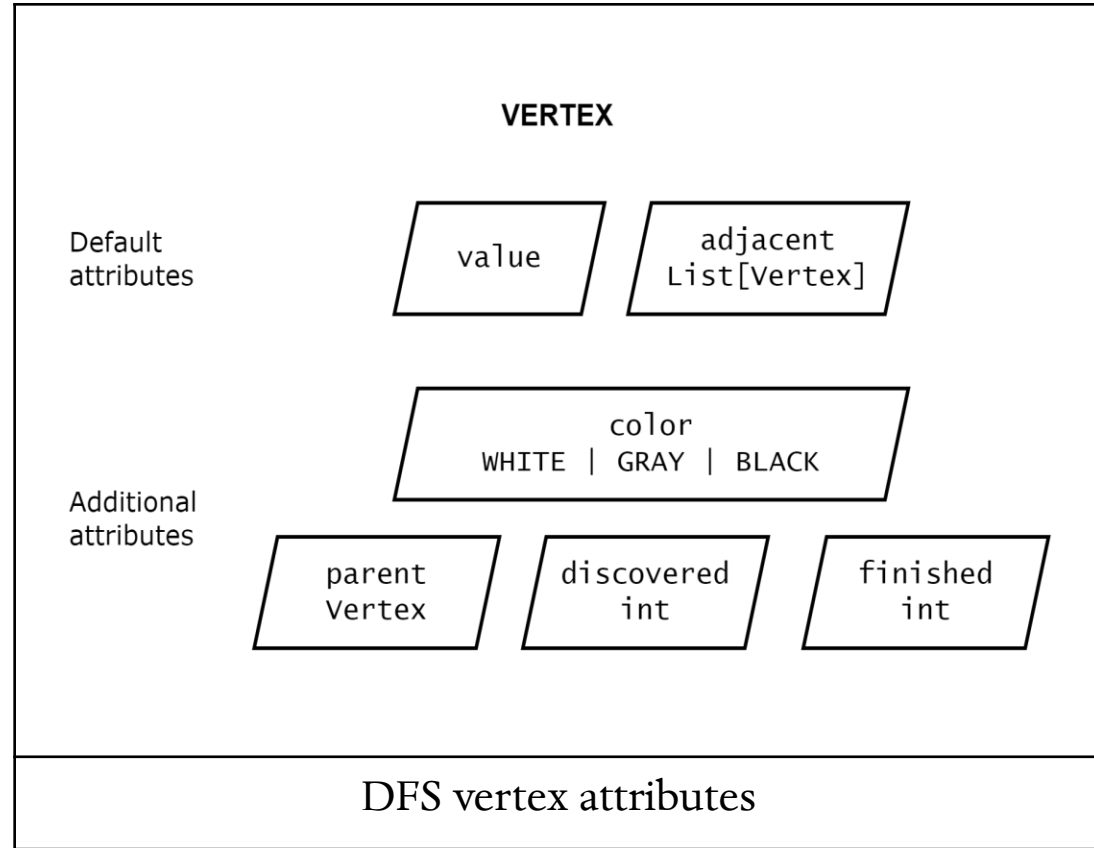 VERTEX
Default
attributes
value
adjacent
List[Vertex]
Additional
attributes
color
WHITE | GRAY | BLACK
parent
Vertex
discovered
int
finished
int
DFS vertex attributes